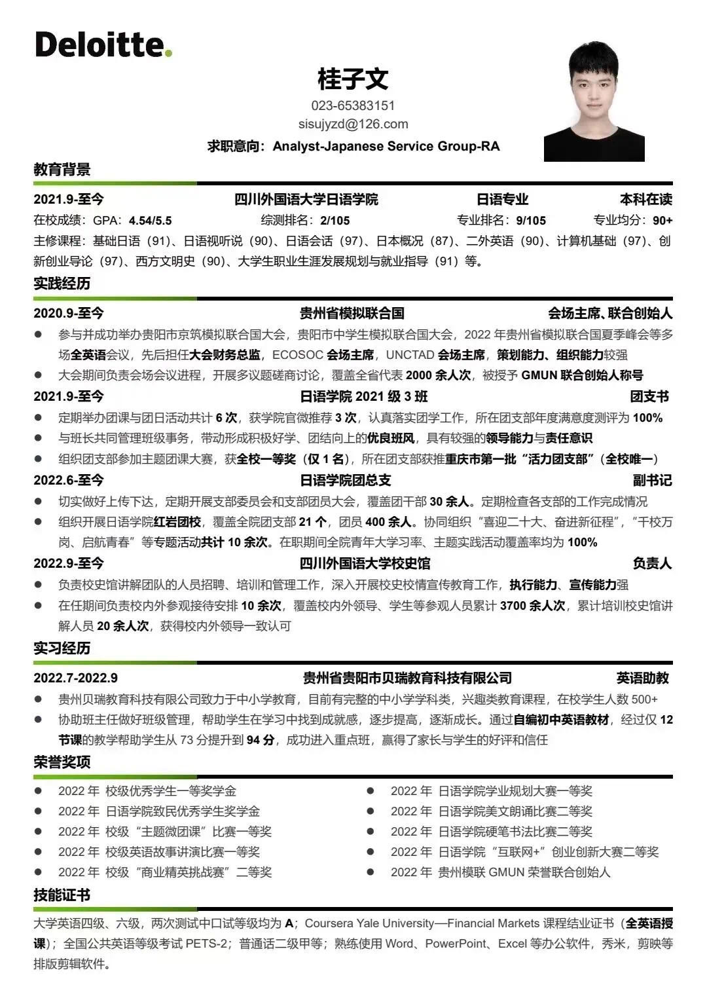 Deloitte.
桂子文
023-65383151
sisujyzd@126.com
求职意向：Analyst-Japanese Service Group-RA
教育背景
2021.9-至今 四川外国语大学日语学院 日语专业 本科在读
在校成绩：GPA：4.54/5.5 综测排名：2/105 专业排名：9/105 专业均分：90+
主修课程：基础日语（91）、日语视听说（90）、日语会话（97）、日本概况（87）、二外英语（90）、计算机基础（97）、创
新创业导论（97）、西方文明史（90）、大学生职业生涯发展规划与就业指导（91）等。
实践经历
2020.9-至今 贵州省模拟联合国 会场主席、联合创始人
● 参与并成功举办贵阳市京筑模拟联合国大会，贵阳市中学生模拟联合国大会，2022 年贵州省模拟联合国夏季峰会等多
场全英语会议，先后担任大会财务总监，ECOSOC 会场主席，UNCTAD 会场主席，策划能力、组织能力较强
● 大会期间负责会场会议进程，开展多议题磋商讨论，覆盖全省代表 2000 余人次，被授予 GMUN 联合创始人称号
2021.9-至今 日语学院 2021 级 3 班 团支书
● 定期举办团课与团日活动共计 6 次，获学院官微推荐 3 次，认真落实团学工作，所在团支部年度满意度测评为 100%
● 与班长共同管理班级事务，带动形成积极好学、团结向上的优良班风，具有较强的领导能力与责任意识
● 组织团支部参加主题团课大赛，获全校一等奖（仅 1 名），所在团支部获推重庆市第一批“活力团支部”（全校唯一）
2022.6-至今 日语学院团总支 副书记
● 切实做好上传下达，定期开展支部委员会和支部团员大会，覆盖团干部 30 余人。定期检查各支部的工作完成情况
● 组织开展日语学院红岩团校，覆盖全院团支部 21 个，团员 400 余人。协同组织“喜迎二十大、奋进新征程”，“千校万
岗、启航青春”等专题活动共计 10 余次。在职期间全院青年大学习率、主题实践活动覆盖率均为 100%
2022.9-至今 四川外国语大学校史馆 负责人
● 负责校史馆讲解团队的人员招聘、培训和管理工作，深入开展校史校情宣传教育工作，执行能力、宣传能力强
● 在任期间负责校内外参观接待安排 10 余次，覆盖校内外领导、学生等参观人员累计 3700 余人次，累计培训校史馆讲
解人员 20 余人次，获得校内外领导一致认可
实习经历
2022.7-2022.9 贵州省贵阳市贝瑞教育科技有限公司 英语助教
● 贵州贝瑞教育科技有限公司致力于中小学教育，目前有完整的中小学学科类，兴趣类教育课程，在校学生人数 500+
● 协助班主任做好班级管理，帮助学生在学习中找到成就感，逐步提高，逐渐成长。通过自编初中英语教材，经过仅 12
节课的教学帮助学生从 73 分提升到 94 分，成功进入重点班，赢得了家长与学生的好评和信任
荣誉奖项
● 2022 年 校级优秀学生一等奖学金 ● 2022 年 日语学院学业规划大赛一等奖
● 2022 年 日语学院致民优秀学生奖学金 ● 2022 年 日语学院美文朗诵比赛二等奖
● 2022 年 校级“主题微团课”比赛一等奖 ● 2022 年 日语学院硬笔书法比赛二等奖
● 2022 年 校级英语故事讲演比赛一等奖 ● 2022 年 日语学院“互联网+”创业创新大赛二等奖
● 2022 年 校级“商业精英挑战赛”二等奖 ● 2022 年 贵州模联 GMUN 荣誉联合创始人
技能证书
大学英语四级、六级，两次测试中口试等级均为 A；Coursera Yale University—Financial Markets 课程结业证书（全英语授
课）；全国公共英语等级考试 PETS-2；普通话二级甲等；熟练使用 Word、PowerPoint、Excel 等办公软件，秀米，剪映等
排版剪辑软件。